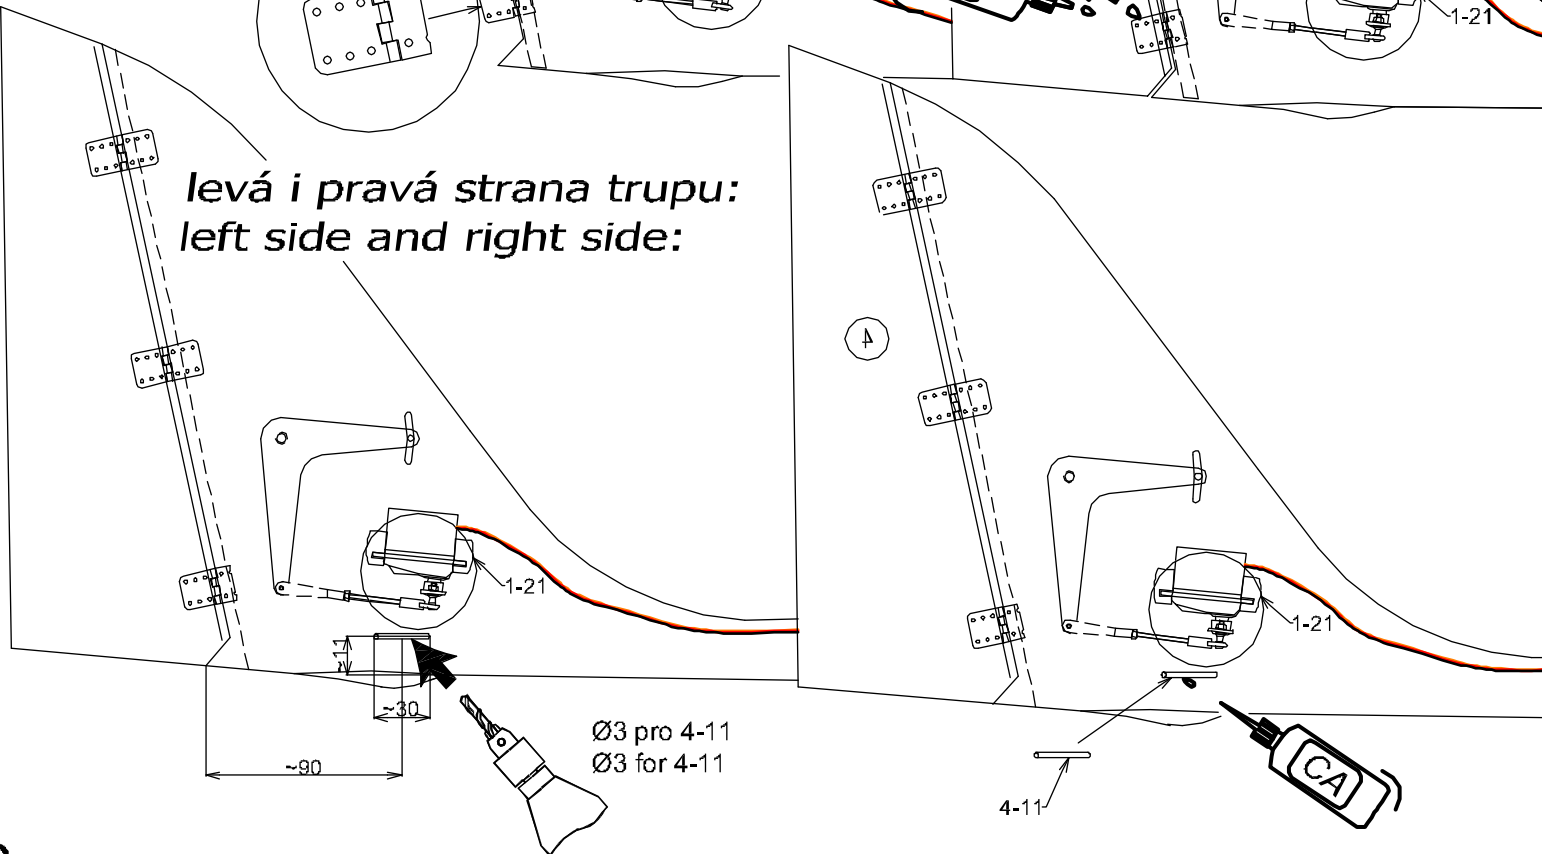 1-21
levá i pravá strana trupu:
left side and right side:
4
1-21
1-21
~11
~30
~90
Ø3 pro 4-11
Ø3 for 4-11
4-11
CA